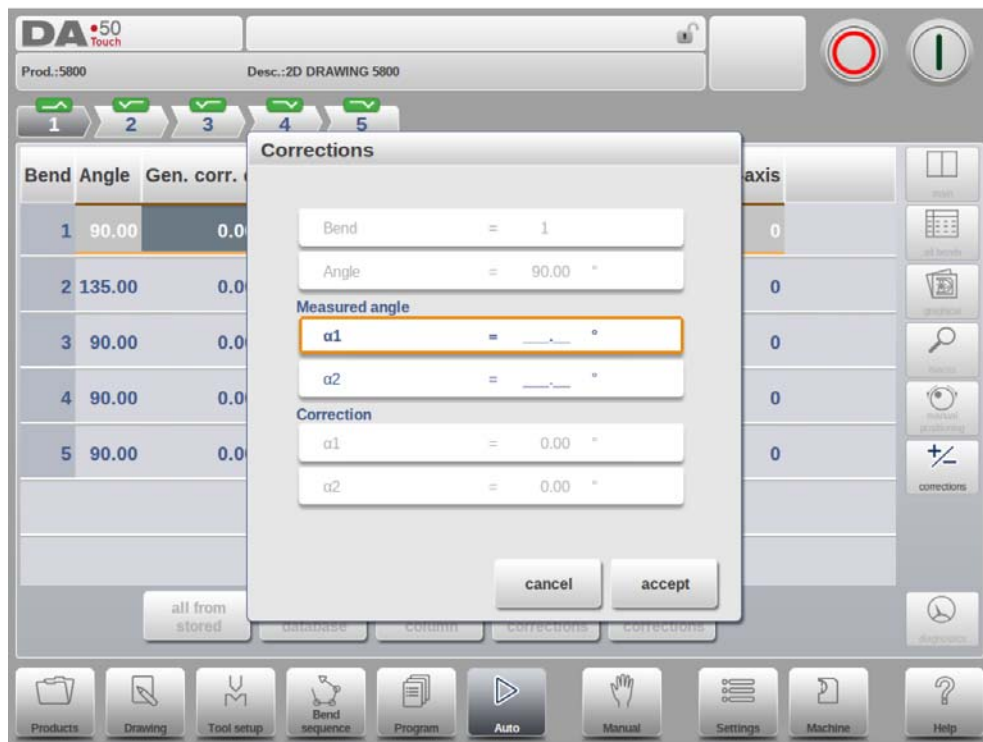 DA •50
Touch
Prod.:5800 Desc.:2D DRAWING 5800
1 2 3 4 5
Corrections
Bend Angle Gen. corr. axis
1 90.00 0.0 0
2 135.00 0.0 0
3 90.00 0.0 0
4 90.00 0.0 0
5 90.00 0.0 0
Bend = 1
Angle = 90.00 °
Measured angle
α1 = ___.__ °
α2 = ___.__ °
Correction
α1 = 0.00 °
α2 = 0.00 °
cancel accept
all from
stored
database column corrections corrections
main
all bends
graphical
macro
manual
positioning
+/-
corrections
diagnostics
Products Drawing Tool setup Bend
sequence Program Auto Manual Settings Machine Help